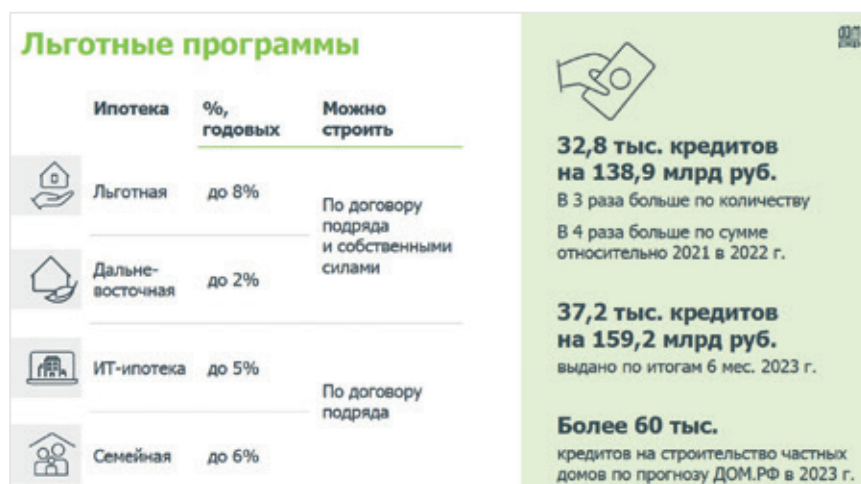 Льготные программы
Ипотека
%,
годовых
Можно
строить
Льготная
до 8%
По договору
подряда
и собственными
силами
Дальне-
восточная
до 2%
ИТ-ипотека
до 5%
По договору
подряда
Семейная
до 6%
32,8 тыс. кредитов
на 138,9 млрд руб.
В 3 раза больше по количеству
В 4 раза больше по сумме
относительно 2021 в 2022 г.
37,2 тыс. кредитов
на 159,2 млрд руб.
выдано по итогам 6 мес. 2023 г.
Более 60 тыс.
кредитов на строительство частных
домов по прогнозу ДОМ.РФ в 2023 г.